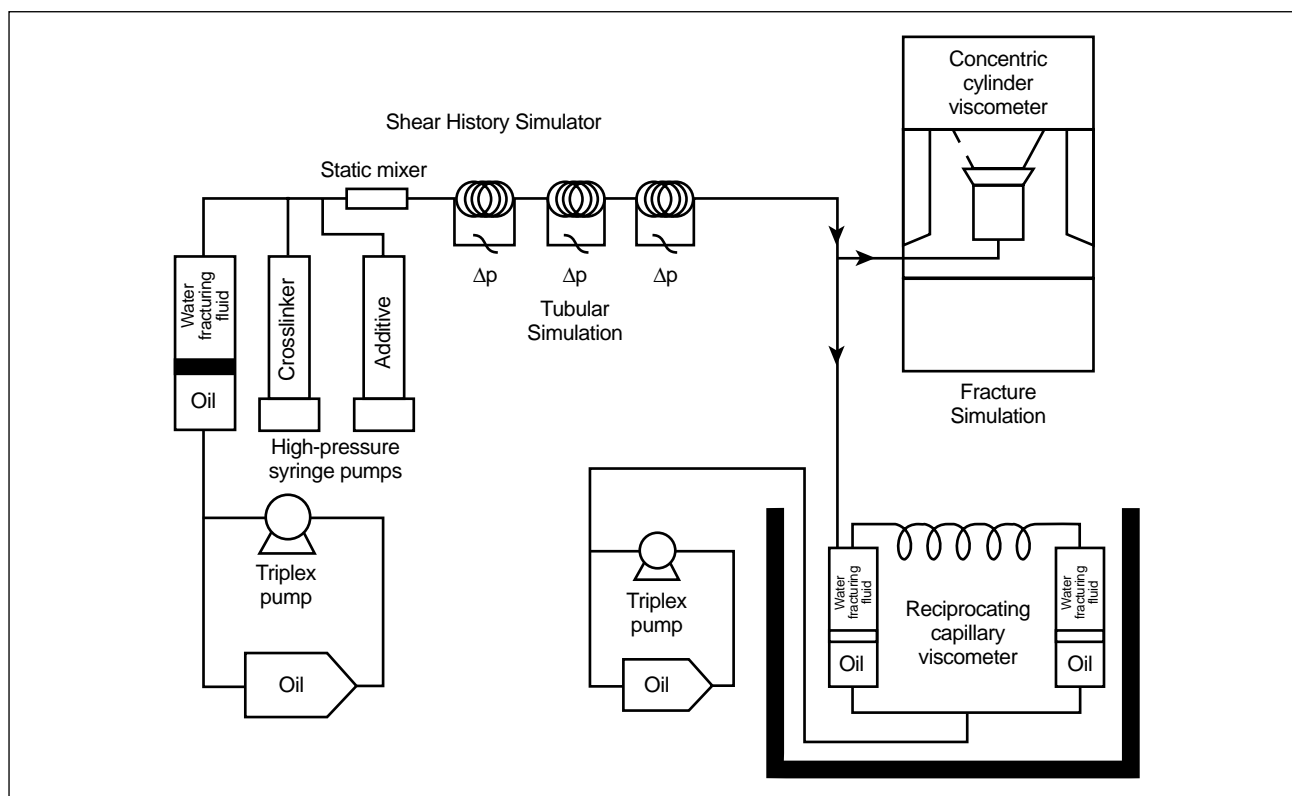 Concentric
cylinder
viscometer
Shear History Simulator
Static mixer
Δp
Δp
Δp
Tubular
Simulation
Water
fracturing
fluid
Oil
Crosslinker
Additive
High-pressure
syringe pumps
Fracture
Simulation
Triplex
pump
Oil
Triplex
pump
Oil
Water
fracturing
fluid
Oil
Reciprocating
capillary
viscometer
Water
fracturing
fluid
Oil